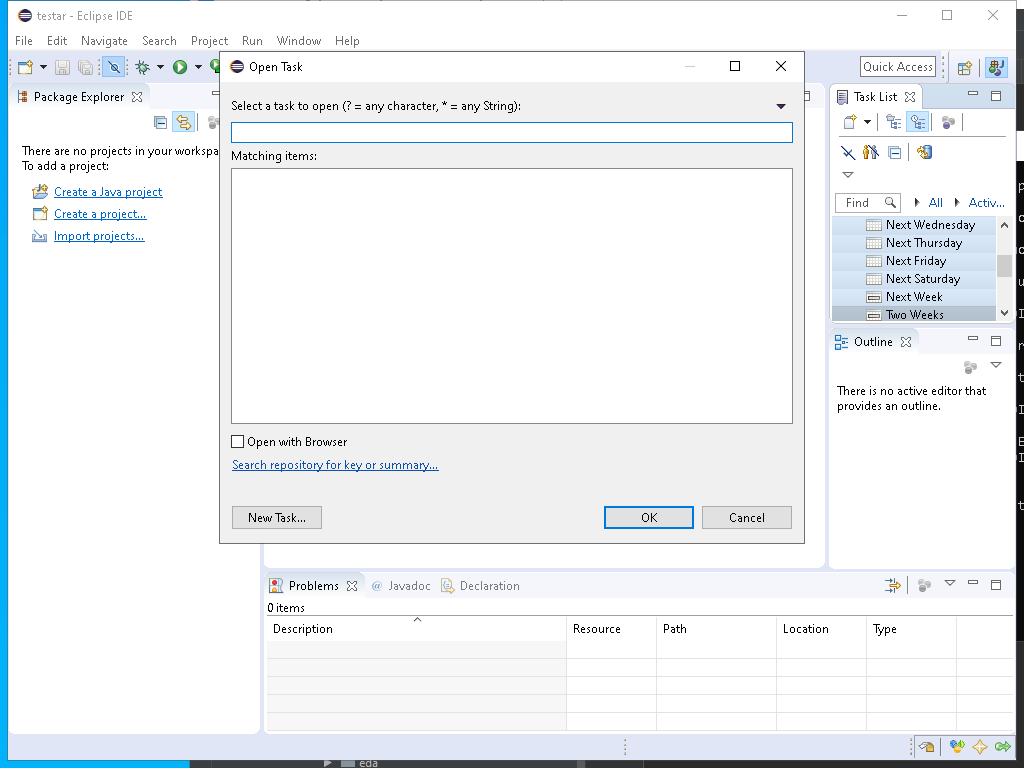 testar - Eclipse IDE
File Edit Navigate Search Project Run Window Help
Quick Access
Package Explorer
There are no projects in your workspa
To add a project:
Create a Java project
Create a project...
Import projects...
Open Task
Select a task to open (? = any character, * = any String):
Matching items:
Open with Browser
Search repository for key or summary...
New Task...
OK
Cancel
Task List
Find
All
Activ...
Next Wednesday
Next Thursday
Next Friday
Next Saturday
Next Week
Two Weeks
Outline
There is no active editor that
provides an outline.
Problems
@ Javadoc
Declaration
0 items
Description Resource Path Location Type
eda